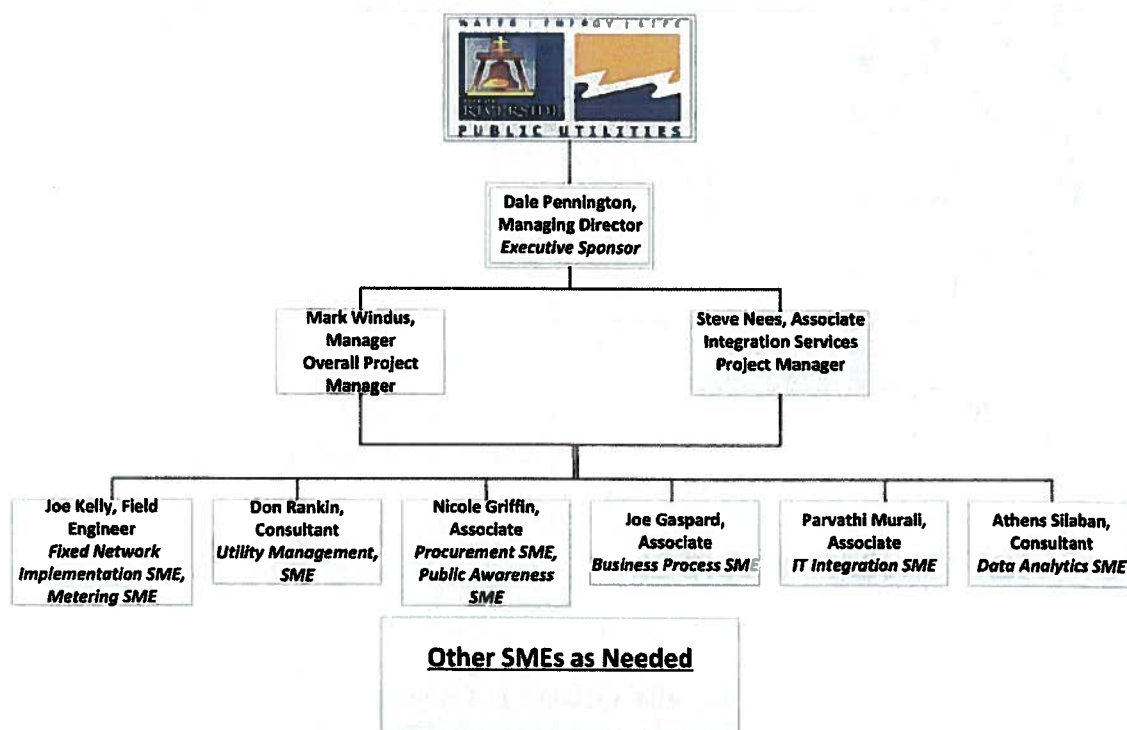 WATER | ENERGY | LIFE
RIVERSIDE
PUBLIC UTILITIES
Dale Pennington,
Managing Director
Executive Sponsor
Mark Windus,
Manager
Overall Project
Manager
Steve Nees, Associate
Integration Services
Project Manager
Joe Kelly, Field
Engineer
Fixed Network
Implementation SME,
Metering SME
Don Rankin,
Consultant
Utility Management,
SME
Nicole Griffin,
Associate
Procurement SME,
Public Awareness
SME
Joe Gaspard,
Associate
Business Process SME
Parvathi Murali,
Associate
IT Integration SME
Athens Silaban,
Consultant
Data Analytics SME
Other SMEs as Needed